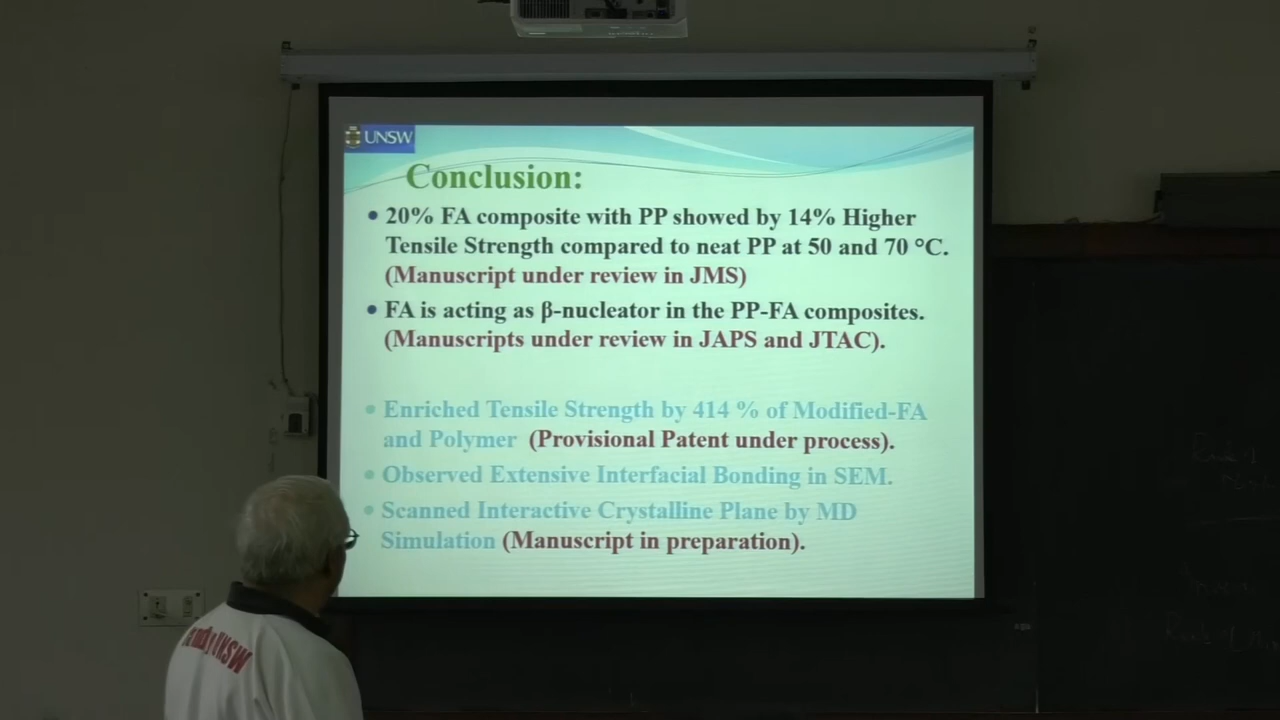 UNSW
Conclusion:
• 20% FA composite with PP showed by 14% Higher
Tensile Strength compared to neat PP at 50 and 70 °C.
(Manuscript under review in JMS)
• FA is acting as β-nucleator in the PP-FA composites.
(Manuscripts under review in JAPS and JTAC).
• Enriched Tensile Strength by 414 % of Modified-FA
and Polymer (Provisional Patent under process).
• Observed Extensive Interfacial Bonding in SEM.
• Scanned Interactive Crystalline Plane by MD
Simulation (Manuscript in preparation).
UNSW